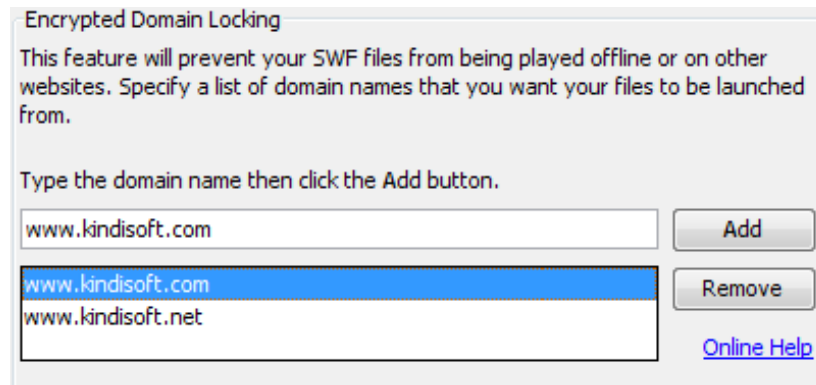 Encrypted Domain Locking
This feature will prevent your SWF files from being played offline or on other
websites. Specify a list of domain names that you want your files to be launched
from.
Type the domain name then click the Add button.
www.kindisoft.com
Add
www.kindisoft.com
Remove
www.kindisoft.net
Online Help